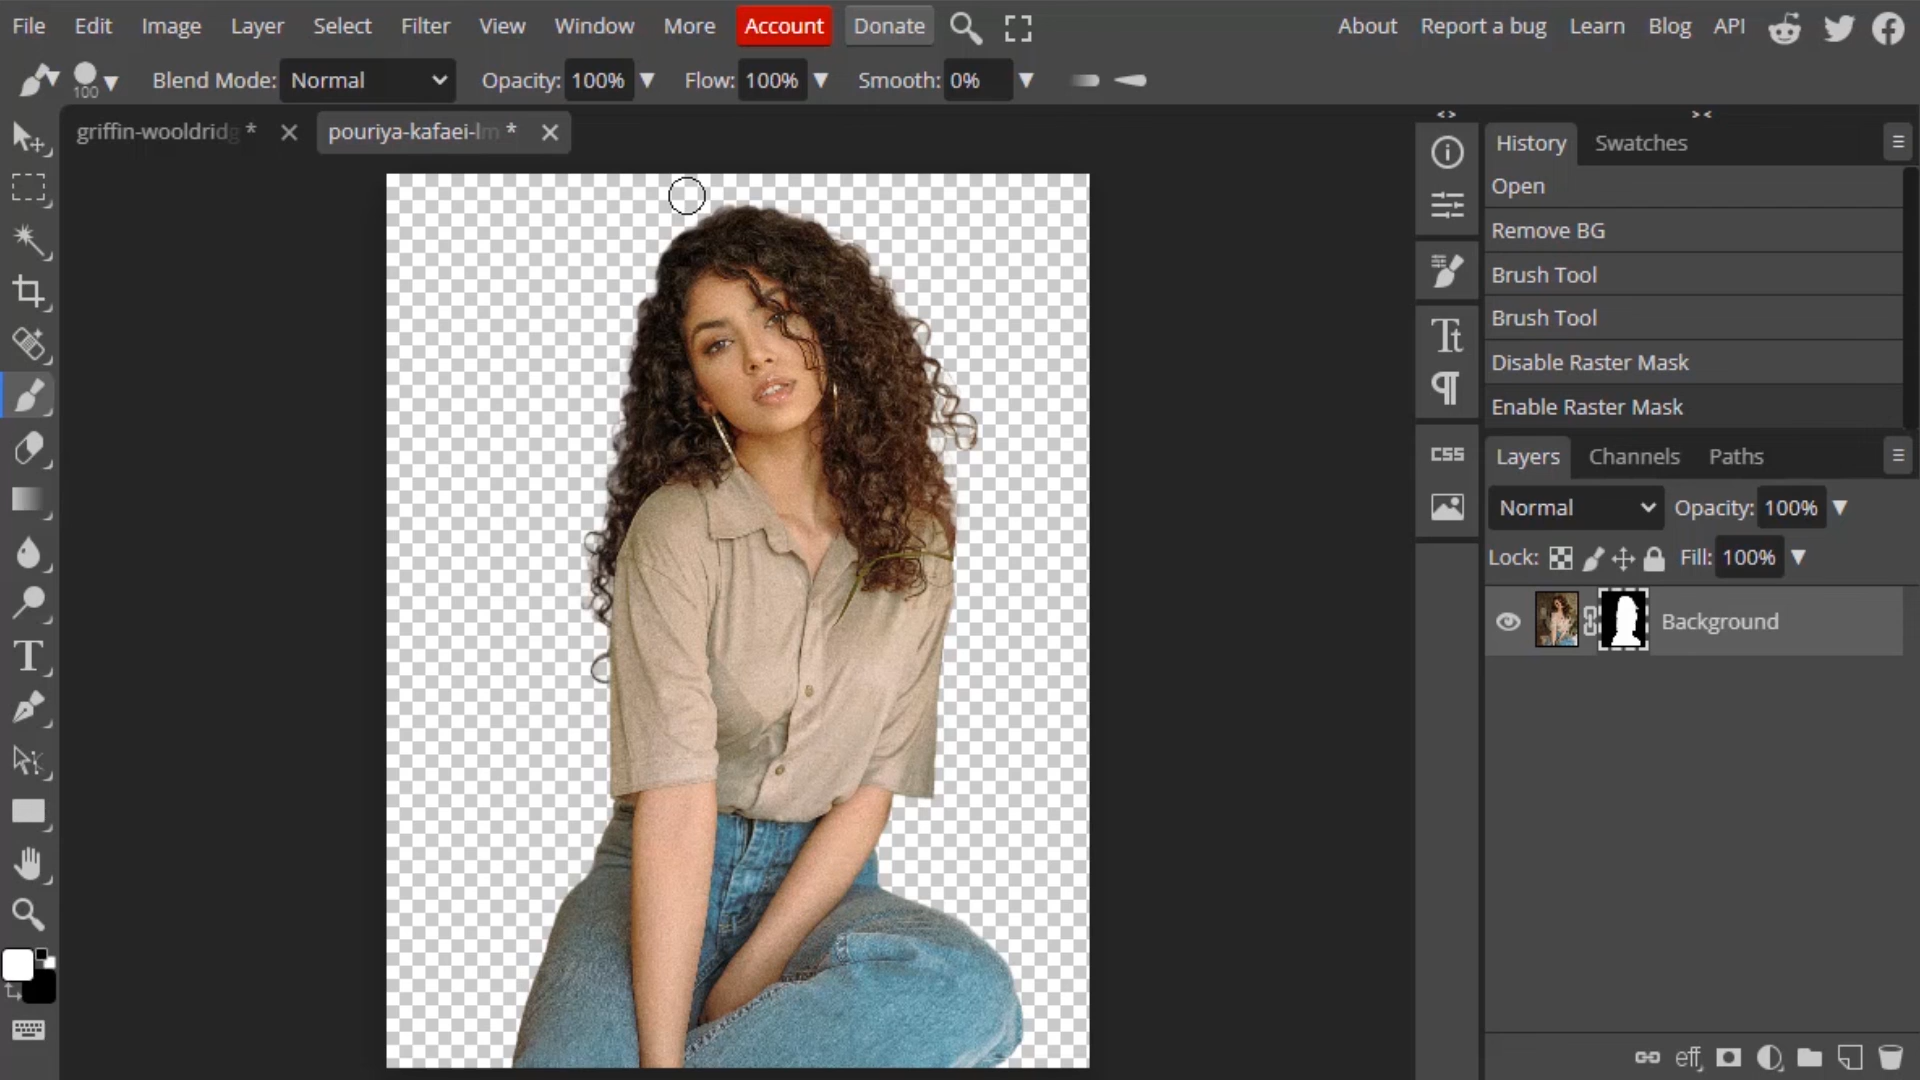 File Edit Image Layer Select Filter View Window More Account Donate About Report a bug Learn Blog API
100 Blend Mode: Normal Opacity: 100% Flow: 100% Smooth: 0%
griffin-wooldridg * pouriya-kafaei-lm *
History Swatches
Open
Remove BG
Brush Tool
Brush Tool
Disable Raster Mask
Enable Raster Mask
CSS
Layers Channels Paths
Normal Opacity: 100%
Lock: Fill: 100%
Background
eff